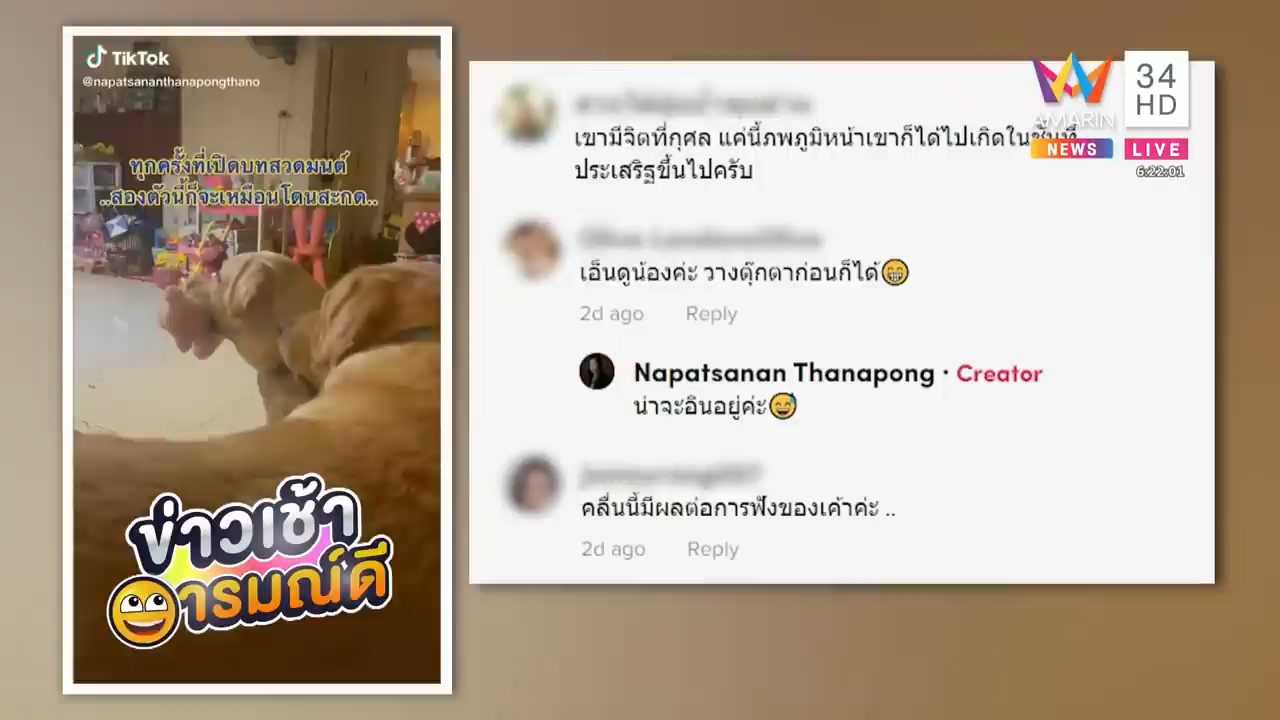 TikTok
@napatsananthanapongthano
ทุกครั้งที่เปิดบทสวดมนต์
..สองตัวนี้ก็จะเหมือนโดนสะกด..
ข่าวเช้า
อารมณ์ดี
เขามีจิตที่กุศล แค่นี้ภพภูมิหน้าเขาก็ได้ไปเกิดในชั้นที่
ประเสริฐขึ้นไปครับ
เอ็นดูน้องค่ะ วางตุ๊กตาก่อนก็ได้😁
2d ago Reply
Napatsanan Thanapong · Creator
น่าจะอินอยู่ค่ะ😅
คลื่นนี้มีผลต่อการฟังของเค้าค่ะ ..
2d ago Reply
AMARIN
NEWS
34
HD
LIVE
6:22:01